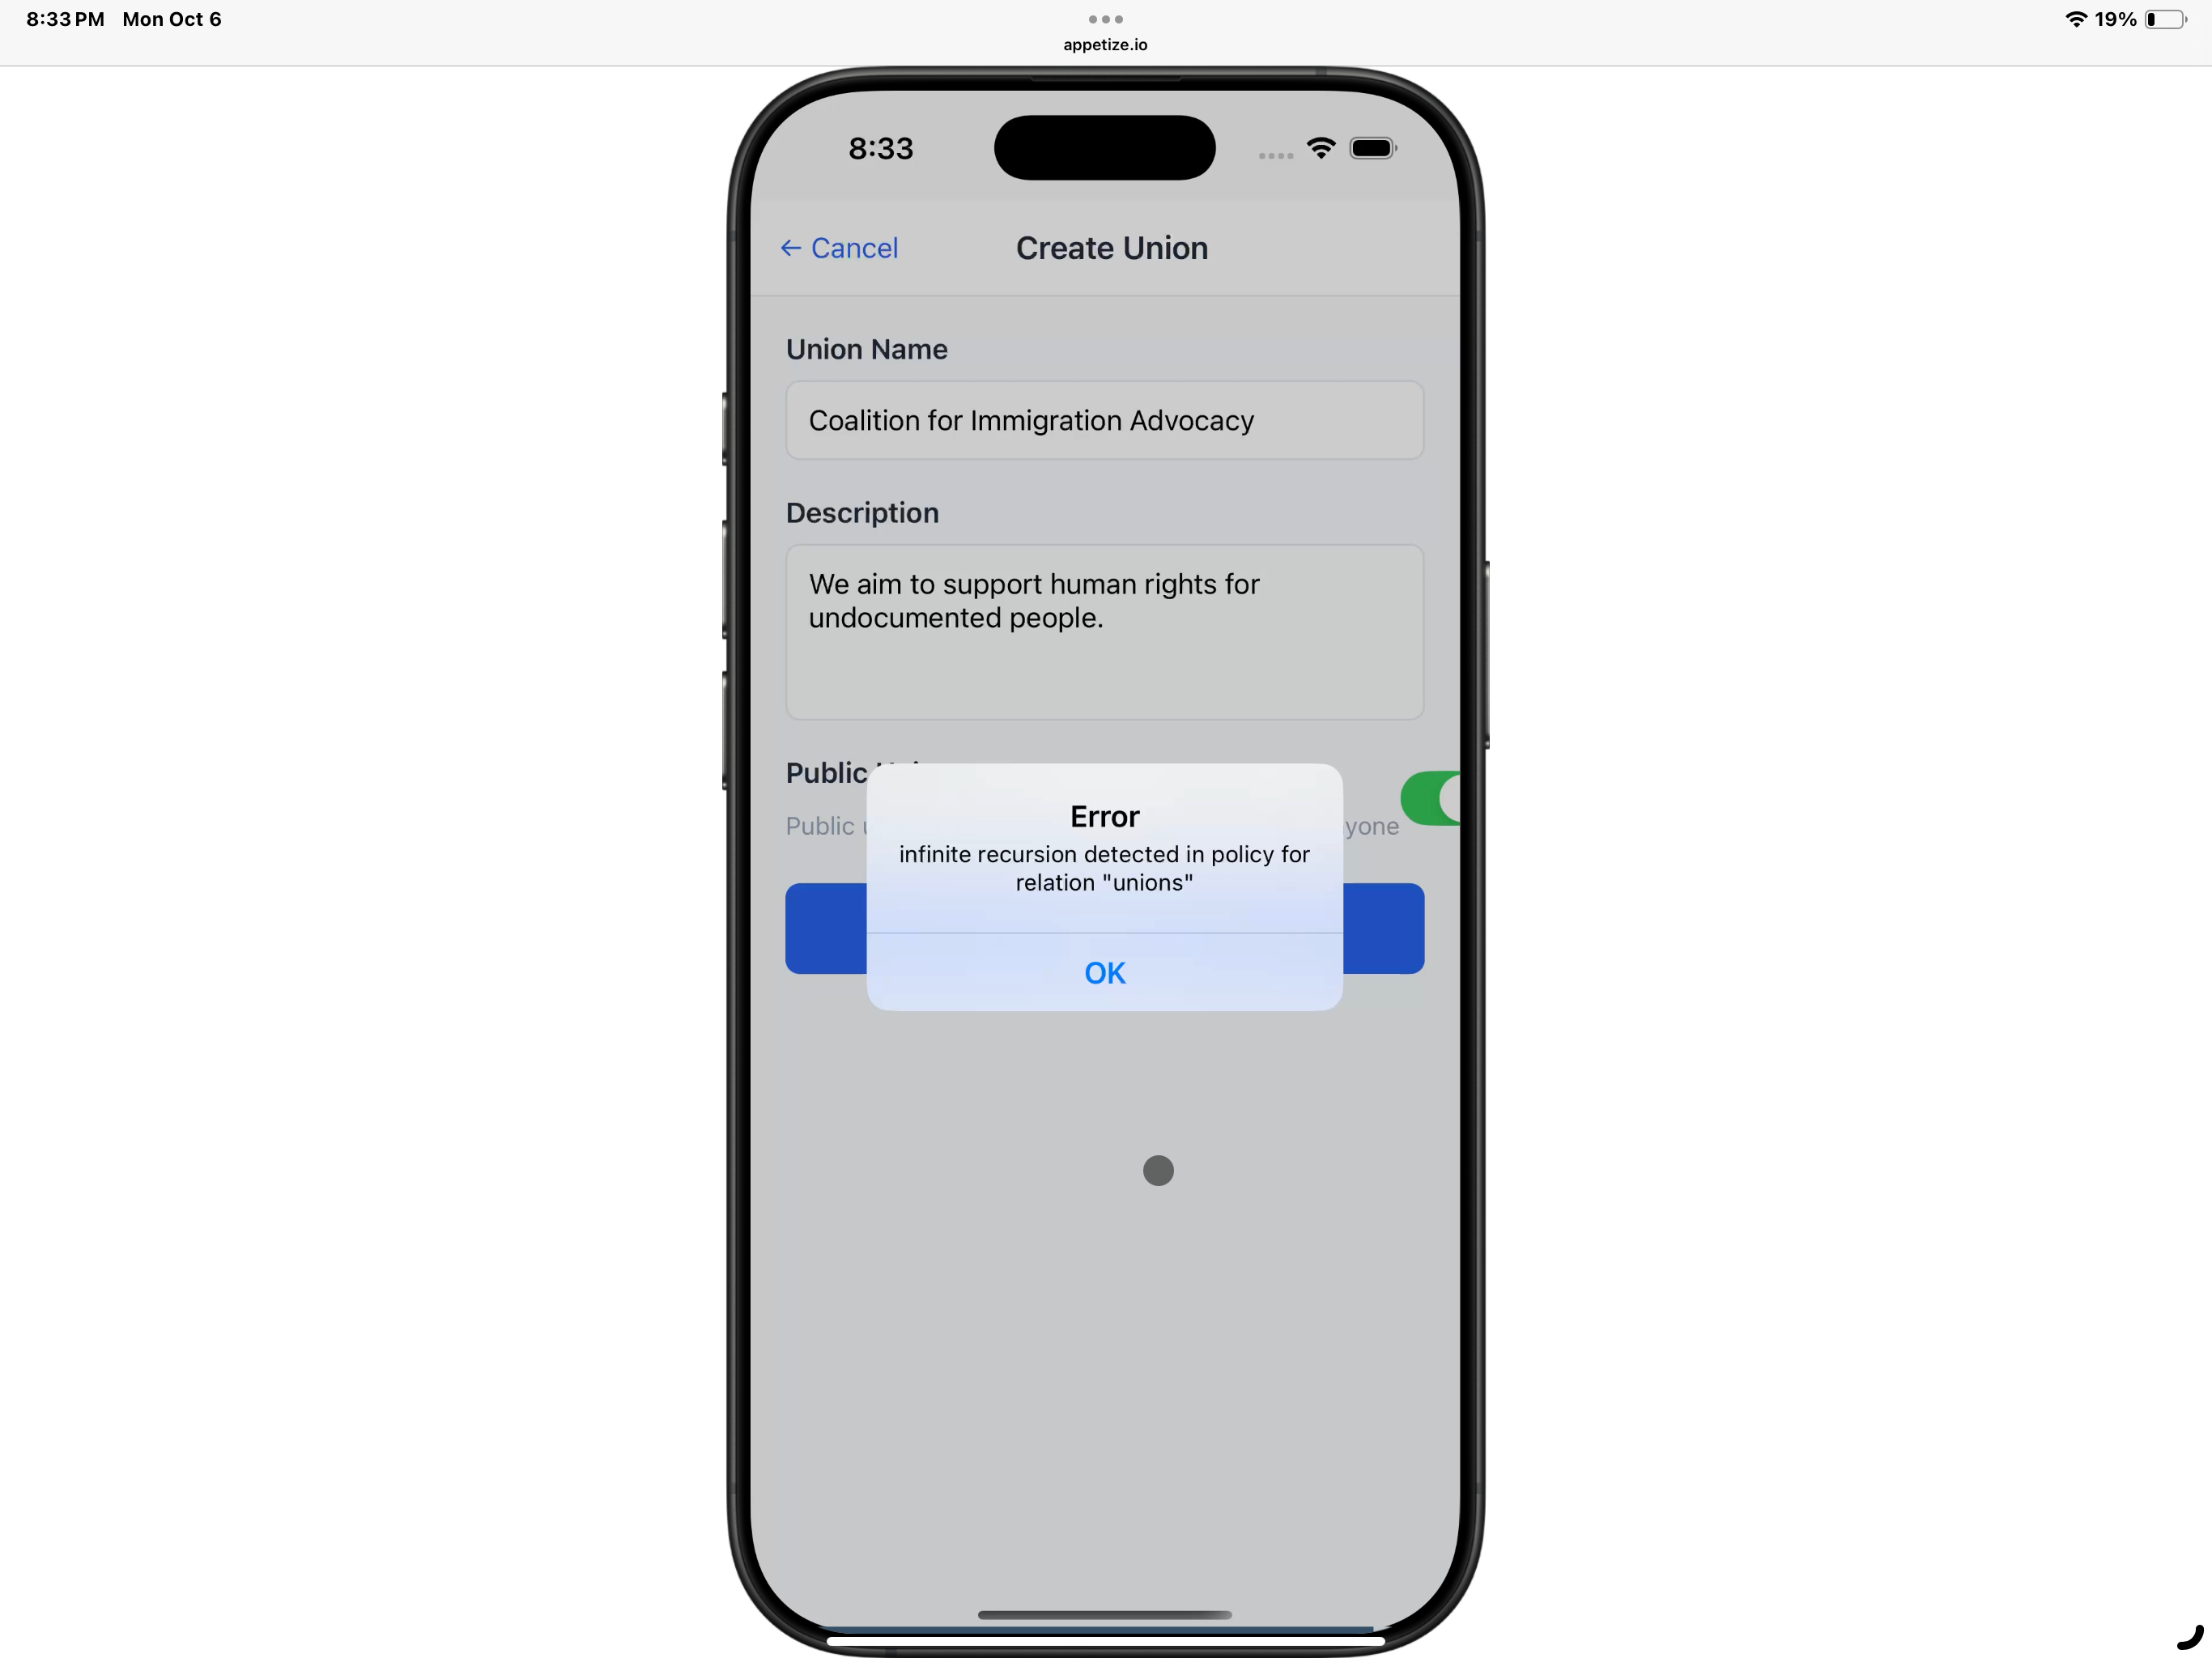 8:33 PM Mon Oct 6
19%
appetize.io
8:33
← Cancel
Create Union
Union Name
Coalition for Immigration Advocacy
Description
We aim to support human rights for
undocumented people.
Public
Error
Public
yone
infinite recursion detected in policy for
relation "unions"
OK